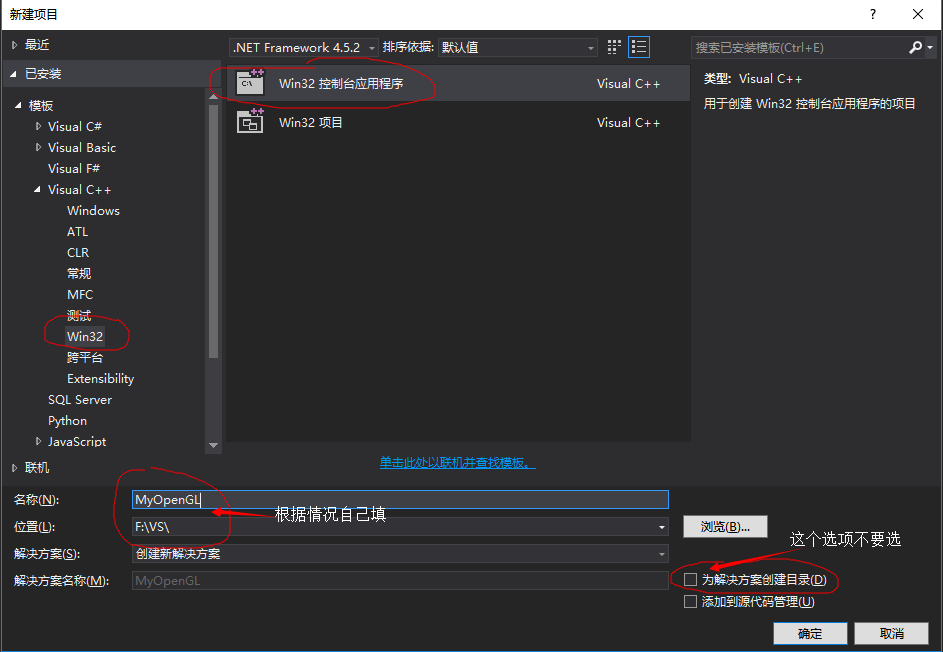 新建项目
? ×
最近
.NET Framework 4.5.2 排序依据: 默认值
搜索已安装模板(Ctrl+E)
已安装
模板
Visual C#
Visual Basic
Visual F#
Visual C++
Windows
ATL
CLR
常规
MFC
测试
Win32
跨平台
Extensibility
SQL Server
Python
JavaScript
联机
C:\ Win32 控制台应用程序 Visual C++
Win32 项目 Visual C++
类型: Visual C++
用于创建 Win32 控制台应用程序的项目
单击此处以联机并查找模板。
名称(N): MyOpenGL
根据情况自己填
位置(L): F:\VS\
浏览(B)...
这个选项不要选
解决方案(S): 创建新解决方案
解决方案名称(M): MyOpenGL
为解决方案创建目录(D)
添加到源代码管理(U)
确定 取消